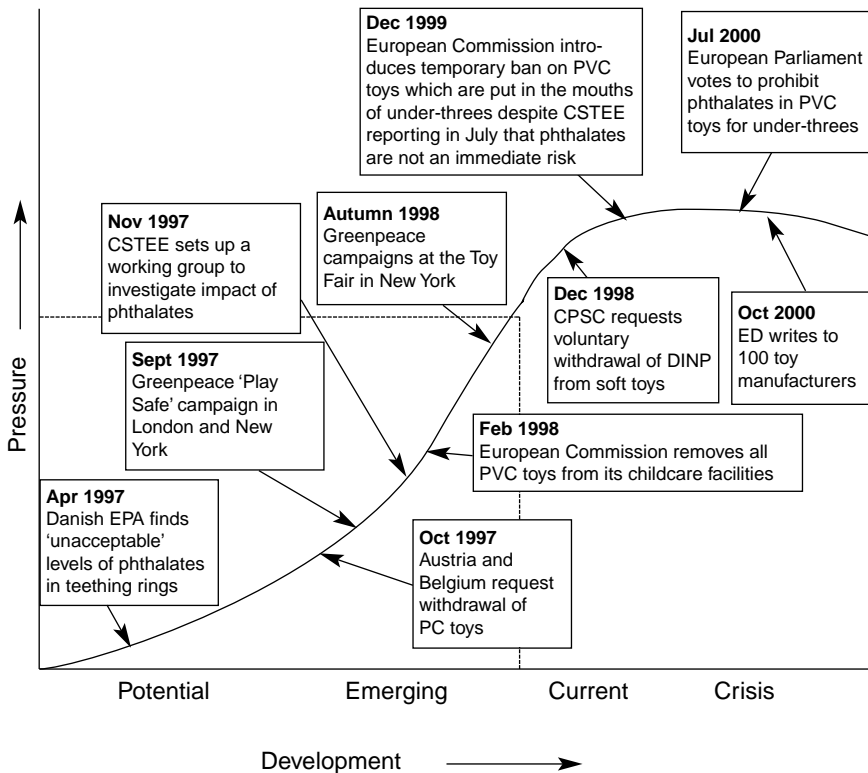 Dec 1999
European Commission intro-
duces temporary ban on PVC
toys which are put in the mouths
of under-threes despite CSTEE
reporting in July that phthalates
are not an immediate risk
Jul 2000
European Parliament
votes to prohibit
phthalates in PVC
toys for under-threes
Nov 1997
CSTEE sets up a
working group to
investigate impact of
phthalates
Autumn 1998
Greenpeace
campaigns at the Toy
Fair in New York
Dec 1998
CPSC requests
voluntary
withdrawal of DINP
from soft toys
Oct 2000
ED writes to
100 toy
manufacturers
Sept 1997
Greenpeace ‘Play
Safe’ campaign in
London and New
York
Feb 1998
European Commission removes all
PVC toys from its childcare facilities
Apr 1997
Danish EPA finds
‘unacceptable’
levels of phthalates
in teething rings
Oct 1997
Austria and
Belgium request
withdrawal of
PC toys
Pressure
Potential Emerging Current Crisis
Development